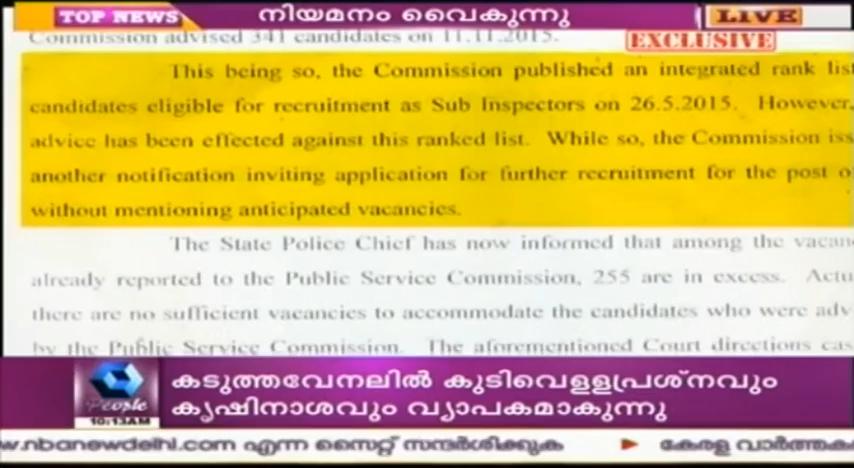 TOP NEWS
നിയമനം വൈകുന്നു
LIVE
EXCLUSIVE
Commission advised 341 candidates on 11.11.2015.
This being so, the Commission published an integrated rank list
candidates eligible for recruitment as Sub Inspectors on 26.5.2015. However,
advice has been effected against this ranked list. While so, the Commission iss
another notification inviting application for further recruitment for the post o
without mentioning anticipated vacancies.
The State Police Chief has now informed that among the vacan
already reported to the Public Service Commission, 255 are in excess. Actu
there are no sufficient vacancies to accommodate the candidates who were adv
by the Public Service Commission. The aforementioned Court directions cas
കടുത്തവേനലിൽ കുടിവെള്ളപ്രശ്നവും
കൃഷിനാശവും വ്യാപകമാകുന്നു
People
10:13AM
w.nbcnewdelhi.com എന്ന സൈറ്റ് സന്ദർശിക്കുക
കേരള വാർത്തക